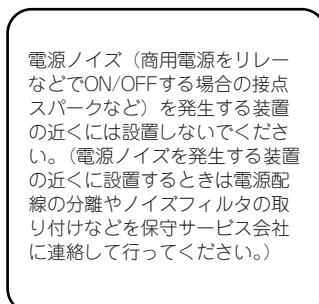 電源ノイズ（商用電源をリレー
などでON/OFFする場合の接点
スパークなど）を発生する装置
の近くには設置しないでくださ
い。（電源ノイズを発生する装置
の近くに設置するときは電源配
線の分離やノイズフィルタの取
り付けなどを保守サービス会社
に連絡して行ってください。）